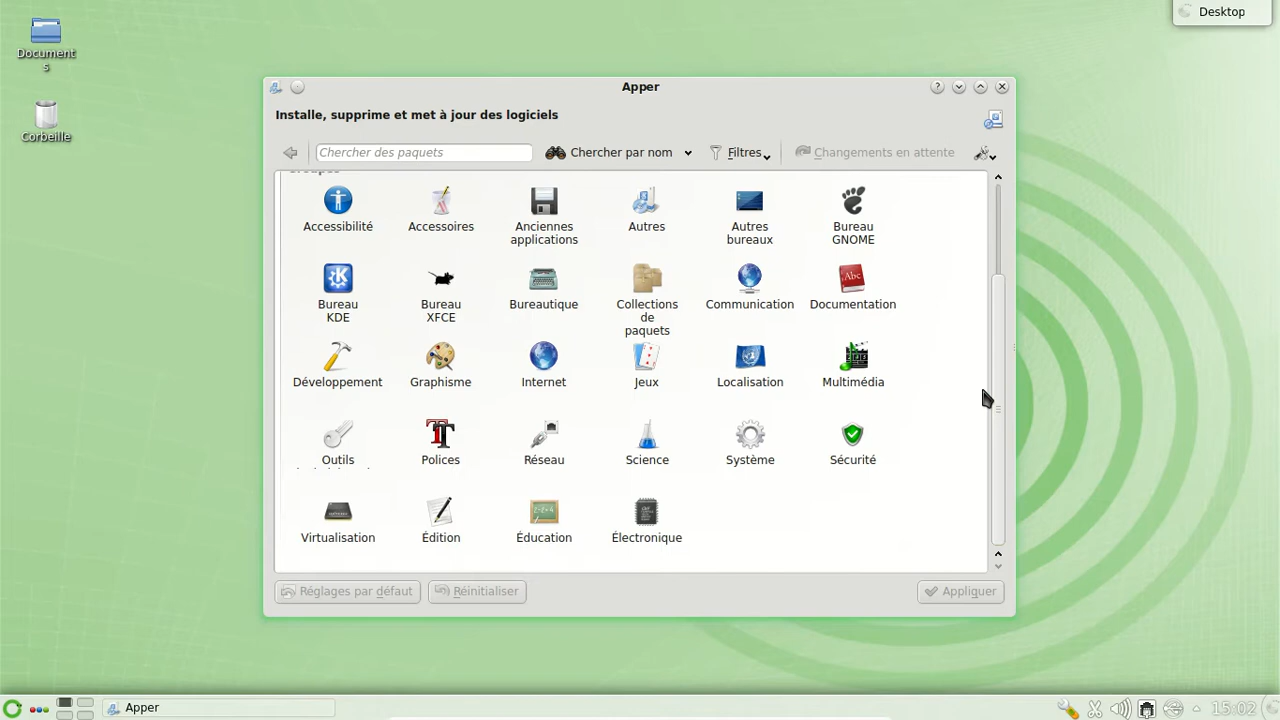 Desktop
Document
s
Corbeille
Apper
Installe, supprime et met à jour des logiciels
Chercher des paquets
Chercher par nom
Filtres
Changements en attente
Groupes
Accessibilité
Accessoires
Anciennes
applications
Autres
Autres
bureaux
Bureau
GNOME
Bureau
KDE
Bureau
XFCE
Bureautique
Collections
de
paquets
Communication
Documentation
Abc
Développement
Graphisme
Internet
Jeux
Localisation
Multimédia
Outils
Polices
Réseau
Science
Système
Sécurité
Virtualisation
Édition
Éducation
Électronique
Réglages par défaut
Réinitialiser
Appliquer
Apper
15:02